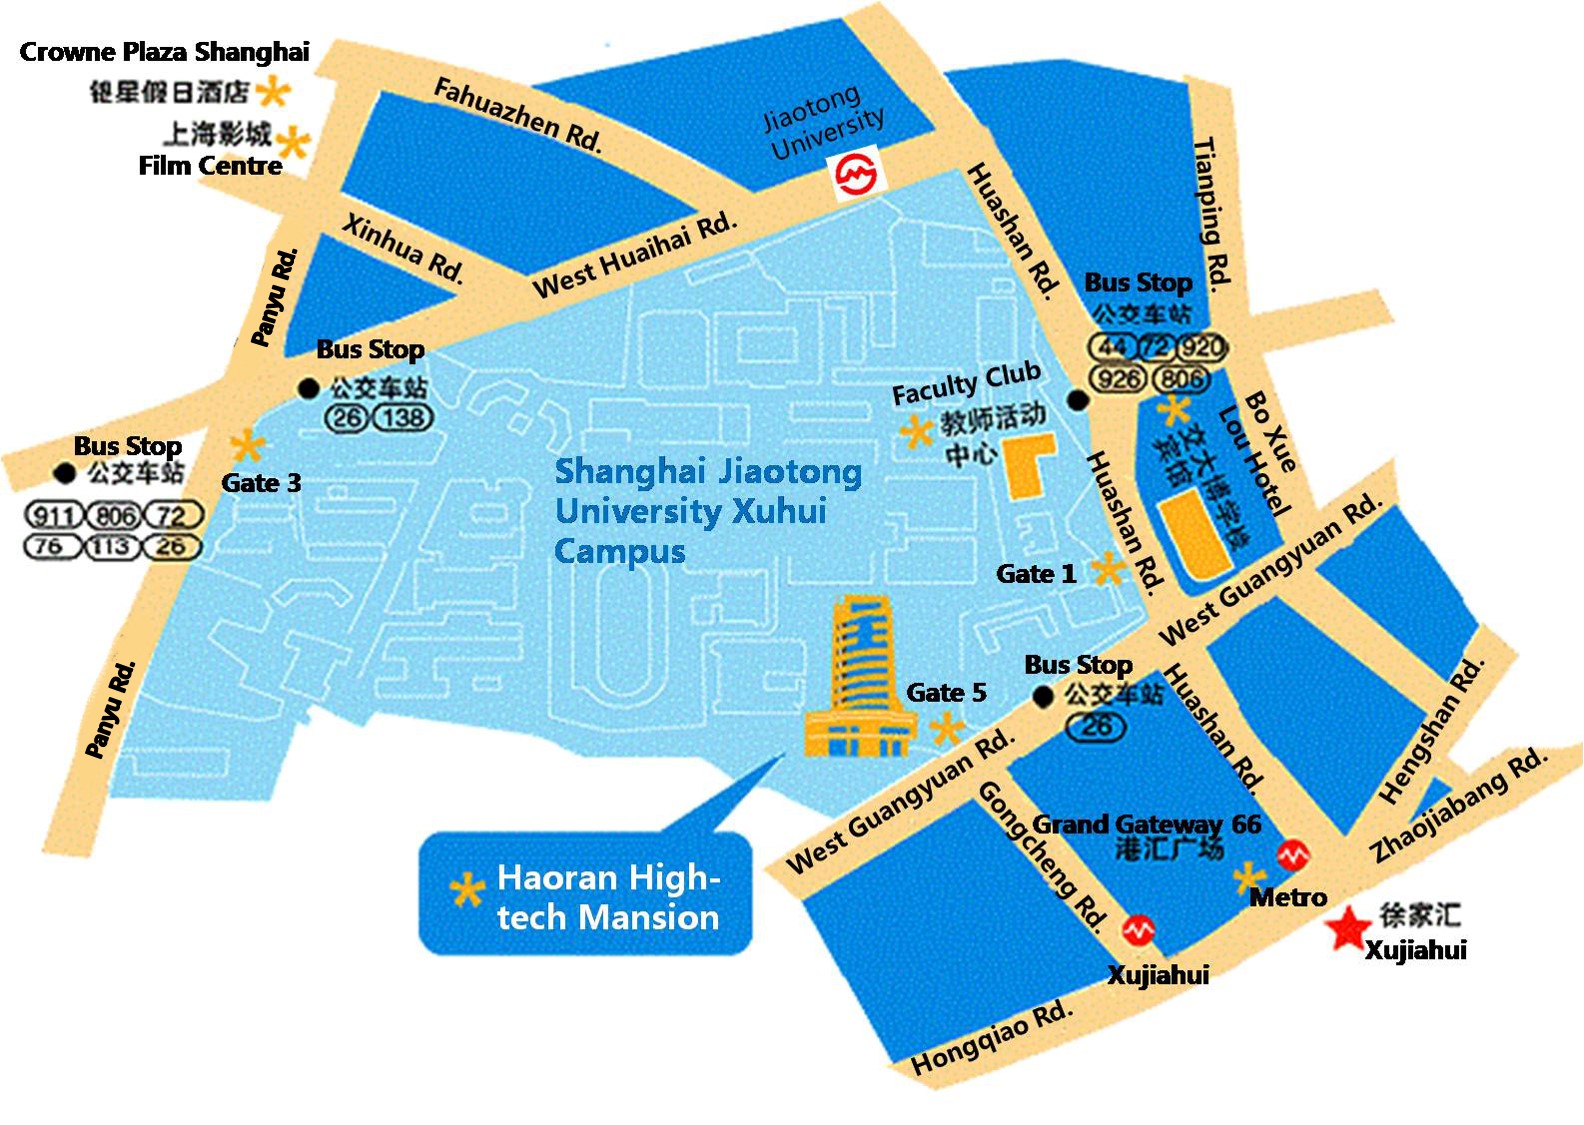 Crowne Plaza Shanghai
银星假日酒店
上海影城
Film Centre
Fahuazhen Rd.
Jiaotong
University
Xinhua Rd.
West Huaihai Rd.
Panyu Rd.
Huashan Rd.
Tianping Rd.
Bus Stop
公交车站
44 72 920
926 806
Bus Stop
公交车站
26 138
Bus Stop
公交车站
911 806 72
76 113 26
Gate 3
Faculty Club
教师活动
中心
Shanghai Jiaotong
University Xuhui
Campus
Bo Xue
Lou Hotel
交大博学楼
宾馆
Huashan Rd.
Gate 1
West Guangyuan Rd.
Panyu Rd.
Gate 5
Bus Stop
公交车站
26
Huashan Rd.
Hengshan Rd.
Zhaojiabang Rd.
West Guangyuan Rd.
Gongcheng Rd.
Grand Gateway 66
港汇广场
Metro
Haoran High-
tech Mansion
徐家汇
Xujiahui
Xujiahui
Hongqiao Rd.